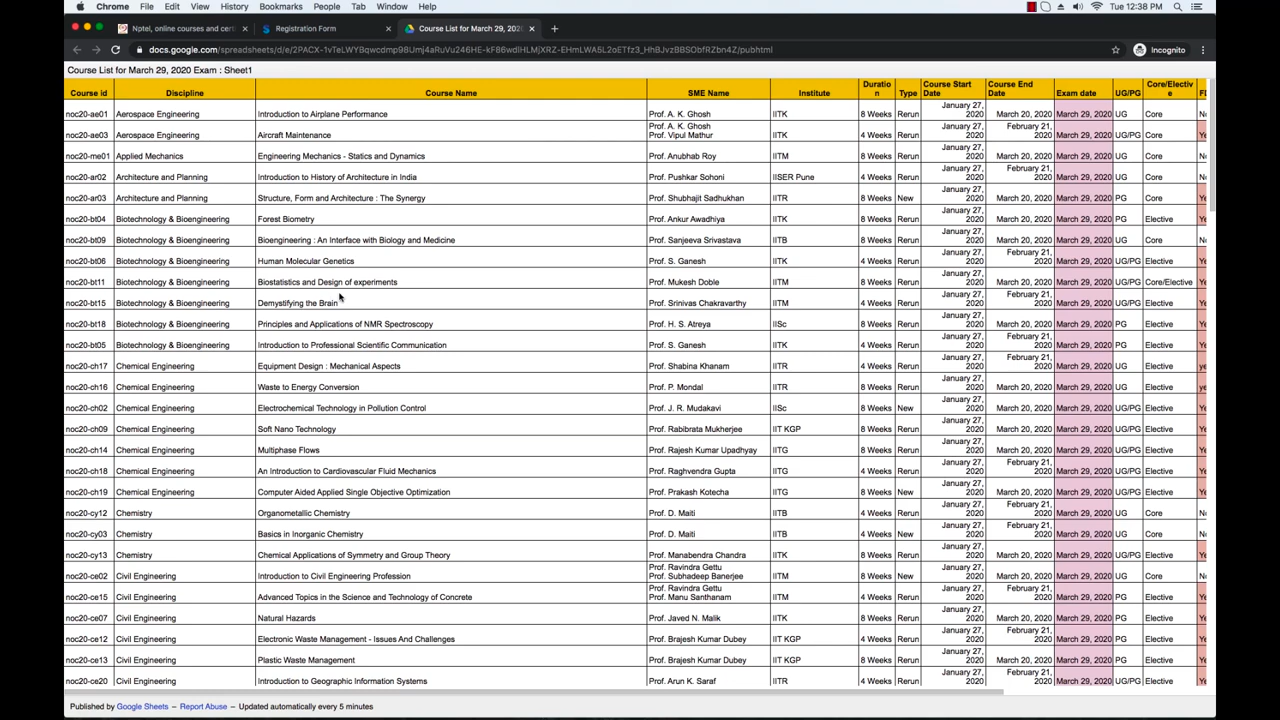 Chrome File Edit View History Bookmarks People Tab Window Help Tue 12:38 PM
Nptel, online courses and cert Registration Form Course List for March 29, 2020
docs.google.com/spreadsheets/d/e/ Incognito
Course List for March 29, 2020 Exam : Sheet1
Course id Discipline Course Name SME Name Institute Duration Type Course Start Date Course End Date Exam date UG/PG Core/Elective
noc20-ae01 Aerospace Engineering Introduction to Airplane Performance Prof. A. K. Ghosh IITK 8 Weeks Rerun January 27, 2020 March 20, 2020 March 29, 2020 UG Core
noc20-ae03 Aerospace Engineering Aircraft Maintenance Prof. A. K. Ghosh Prof. Vipul Mathur IITK 4 Weeks Rerun January 27, 2020 February 21, 2020 March 29, 2020 UG/PG Core
noc20-me01 Applied Mechanics Engineering Mechanics - Statics and Dynamics Prof. Anubhab Roy IITM 8 Weeks Rerun January 27, 2020 March 20, 2020 March 29, 2020 UG Core
noc20-ar02 Architecture and Planning Introduction to History of Architecture in India Prof. Pushkar Sohoni IISER Pune 4 Weeks Rerun January 27, 2020 February 21, 2020 March 29, 2020 UG Core
noc20-ar03 Architecture and Planning Structure, Form and Architecture : The Synergy Prof. Shubhajit Sadhukhan IITR 8 Weeks New January 27, 2020 March 20, 2020 March 29, 2020 UG Core
noc20-bt04 Biotechnology & Bioengineering Forest Biometry Prof. Ankur Awadhiya IITK 8 Weeks Rerun January 27, 2020 March 20, 2020 March 29, 2020 PG Elective
noc20-bt09 Biotechnology & Bioengineering Bioengineering : An Interface with Biology and Medicine Prof. Sanjeeva Srivastava IITB 8 Weeks Rerun January 27, 2020 March 20, 2020 March 29, 2020 UG Core
noc20-bt06 Biotechnology & Bioengineering Human Molecular Genetics Prof. S. Ganesh IITK 4 Weeks Rerun January 27, 2020 February 21, 2020 March 29, 2020 UG/PG Elective
noc20-bt11 Biotechnology & Bioengineering Biostatistics and Design of experiments Prof. Mukesh Doble IITM 8 Weeks Rerun January 27, 2020 March 20, 2020 March 29, 2020 UG/PG Core/Elective
noc20-bt15 Biotechnology & Bioengineering Demystifying the Brain Prof. Srinivas Chakravarthy IITM 4 Weeks Rerun January 27, 2020 February 21, 2020 March 29, 2020 UG/PG Elective
noc20-bt18 Biotechnology & Bioengineering Principles and Applications of NMR Spectroscopy Prof. H. S. Atreya IISc 8 Weeks Rerun January 27, 2020 March 20, 2020 March 29, 2020 PG Elective
noc20-bt05 Biotechnology & Bioengineering Introduction to Professional Scientific Communication Prof. S. Ganesh IITK 4 Weeks Rerun January 27, 2020 February 21, 2020 March 29, 2020 PG Elective
noc20-ch17 Chemical Engineering Equipment Design : Mechanical Aspects Prof. Shabina Khanam IITR 4 Weeks Rerun January 27, 2020 February 21, 2020 March 29, 2020 UG Elective
noc20-ch16 Chemical Engineering Waste to Energy Conversion Prof. P. Mondal IITR 8 Weeks Rerun January 27, 2020 March 20, 2020 March 29, 2020 UG Elective
noc20-ch02 Chemical Engineering Electrochemical Technology in Pollution Control Prof. J. R. Mudakavi IISc 8 Weeks New January 27, 2020 March 20, 2020 March 29, 2020 UG/PG Elective
noc20-ch09 Chemical Engineering Soft Nano Technology Prof. Rabibrata Mukherjee IIT KGP 8 Weeks Rerun January 27, 2020 March 20, 2020 March 29, 2020 UG/PG Elective
noc20-ch14 Chemical Engineering Multiphase Flows Prof. Rajesh Kumar Upadhyay IITG 4 Weeks Rerun January 27, 2020 February 21, 2020 March 29, 2020 UG/PG Elective
noc20-ch18 Chemical Engineering An Introduction to Cardiovascular Fluid Mechanics Prof. Raghvendra Gupta IITG 4 Weeks Rerun January 27, 2020 February 21, 2020 March 29, 2020 UG/PG Elective
noc20-ch19 Chemical Engineering Computer Aided Applied Single Objective Optimization Prof. Prakash Kotecha IITG 8 Weeks New January 27, 2020 March 20, 2020 March 29, 2020 UG/PG Elective
noc20-cy12 Chemistry Organometallic Chemistry Prof. D. Maiti IITB 4 Weeks Rerun January 27, 2020 February 21, 2020 March 29, 2020 UG Core
noc20-cy03 Chemistry Basics in Inorganic Chemistry Prof. D. Maiti IITB 4 Weeks New January 27, 2020 February 21, 2020 March 29, 2020 UG Core
noc20-cy13 Chemistry Chemical Applications of Symmetry and Group Theory Prof. Manabendra Chandra IITK 8 Weeks Rerun January 27, 2020 March 20, 2020 March 29, 2020 UG/PG Elective
noc20-ce02 Civil Engineering Introduction to Civil Engineering Profession Prof. Ravindra Gettu Prof. Subhadeep Banerjee IITM 8 Weeks New January 27, 2020 March 20, 2020 March 29, 2020 UG Core
noc20-ce15 Civil Engineering Advanced Topics in the Science and Technology of Concrete Prof. Ravindra Gettu Prof. Manu Santhanam IITM 4 Weeks Rerun January 27, 2020 February 21, 2020 March 29, 2020 UG/PG Elective
noc20-ce07 Civil Engineering Natural Hazards Prof. Javed N. Malik IITK 8 Weeks Rerun January 27, 2020 March 20, 2020 March 29, 2020 PG Elective
noc20-ce12 Civil Engineering Electronic Waste Management - Issues And Challenges Prof. Brajesh Kumar Dubey IIT KGP 4 Weeks Rerun January 27, 2020 February 21, 2020 March 29, 2020 PG Elective
noc20-ce13 Civil Engineering Plastic Waste Management Prof. Brajesh Kumar Dubey IIT KGP 8 Weeks Rerun January 27, 2020 March 20, 2020 March 29, 2020 PG Elective
noc20-ce20 Civil Engineering Introduction to Geographic Information Systems Prof. Arun K. Saraf IITR 4 Weeks Rerun January 27, 2020 February 21, 2020 March 29, 2020 UG/PG Elective
Published by Google Sheets – Report Abuse – Updated automatically every 5 minutes